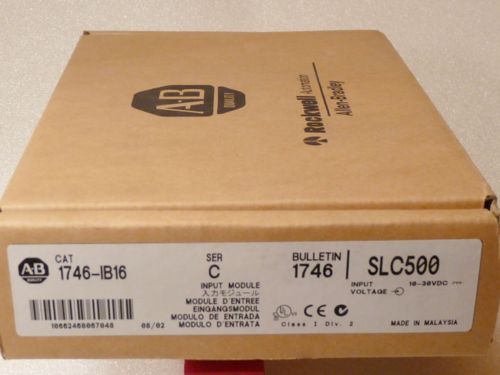 A·B
QUALITY
Rockwell Automation
Allen-Bradley
A·B
QUALITY
CAT
1746-IB16
SER
C
BULLETIN
1746
SLC500
INPUT MODULE
入力モジュール
MODULE D'ENTREE
EINGANGSMODUL
MODULO DE ENTRADA
MODULO D'ENTRATA
INPUT VOLTAGE 10-30VDC
08/02
UL
CE
Class I Div. 2
MADE IN MALAYSIA